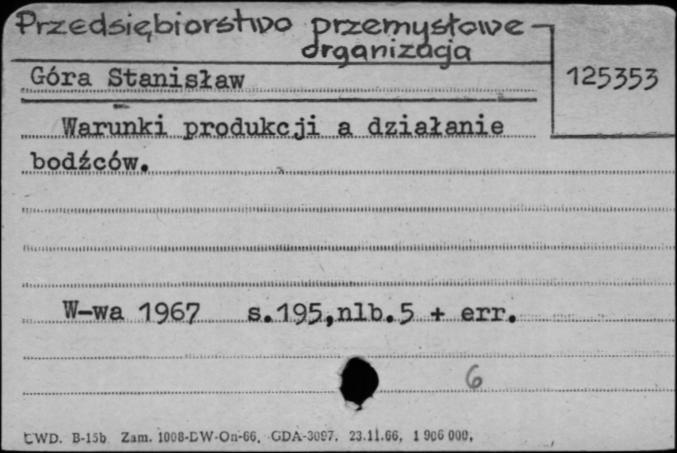 Przedsiębiorstwo przemysłowe -
organizacja
125353
Góra Stanisław
Warunki produkcji a działanie
bodźców.
W-wa 1967 s.195,nlb.5 + err.
6
CWD. B-15b Zam. 1008-DW-On-66. GDA-3097. 23.11.66. 1 906 000.